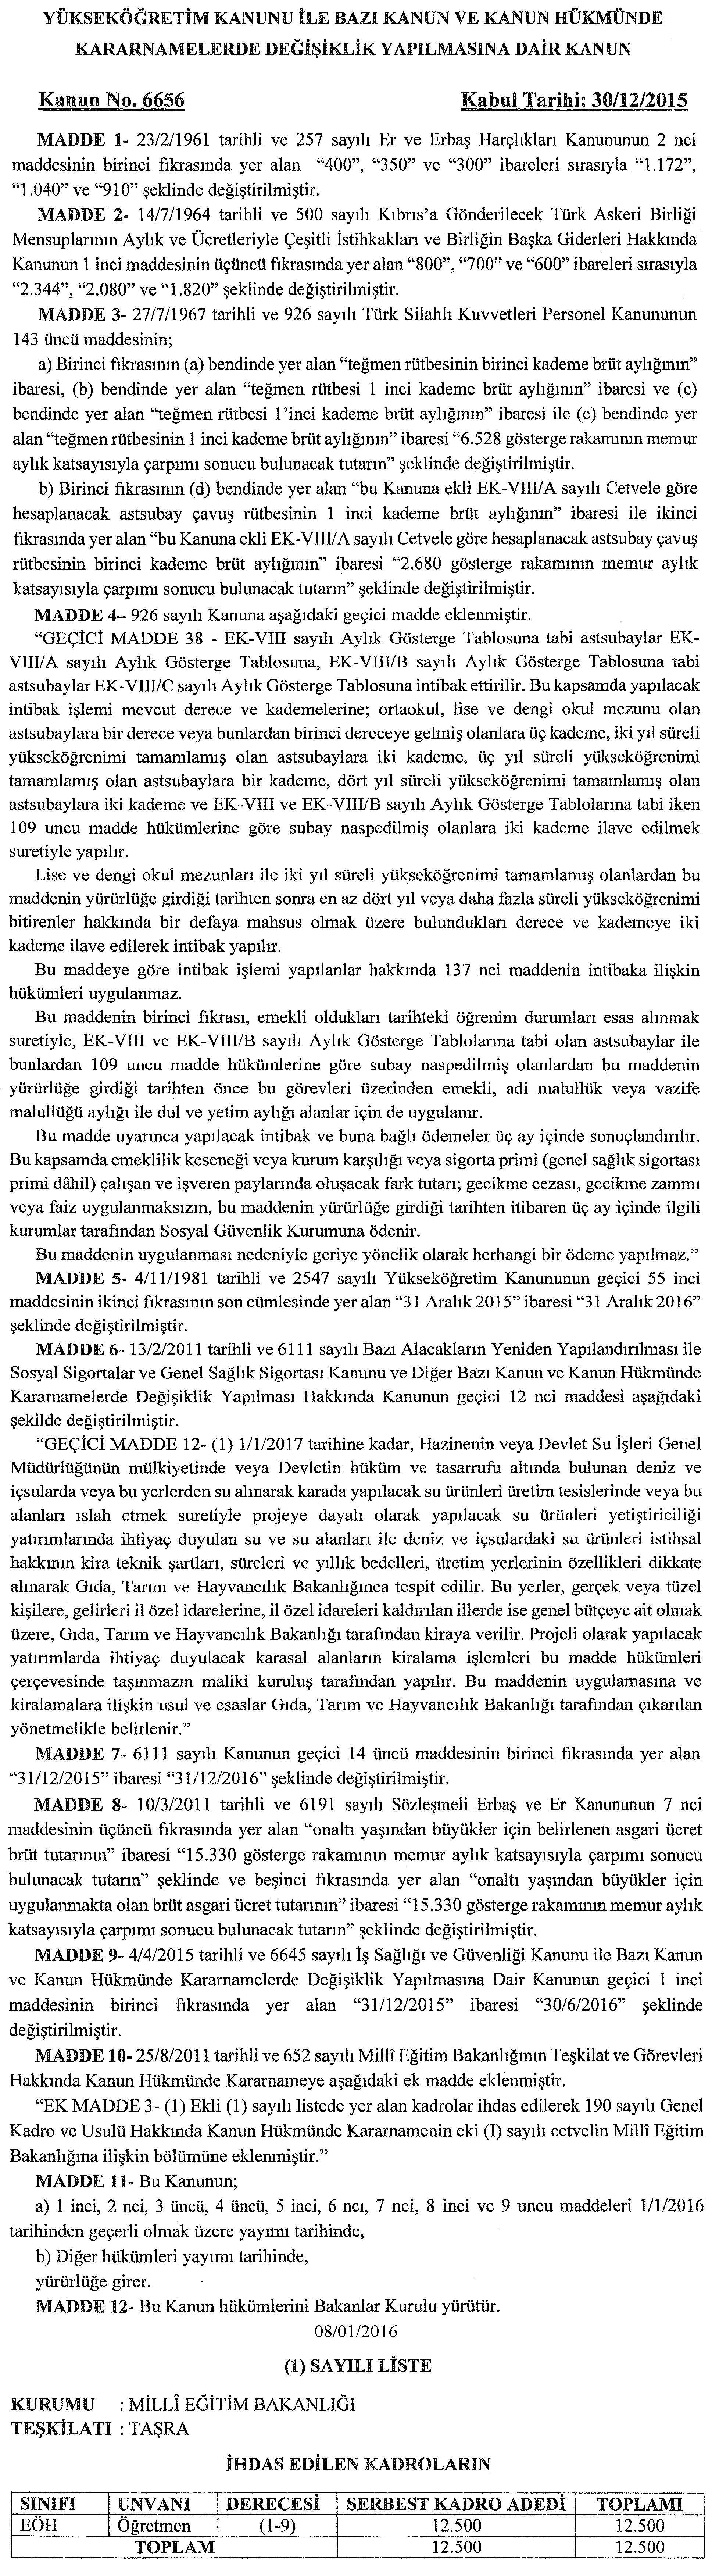 YÜKSEKÖĞRETİM KANUNU İLE BAZI KANUN VE KANUN HÜKMÜNDE
KARARNAMELERDE DEĞİŞİKLİK YAPILMASINA DAİR KANUN
Kanun No. 6656 Kabul Tarihi: 30/12/2015
MADDE 1- 23/2/1961 tarihli ve 257 sayılı Er ve Erbaş Harçlıkları Kanununun 2 nci
maddesinin birinci fıkrasında yer alan “400”, “350” ve “300” ibareleri sırasıyla “1.172”,
“1.040” ve “910” şeklinde değiştirilmiştir.
MADDE 2- 14/7/1964 tarihli ve 500 sayılı Kıbrıs’a Gönderilecek Türk Askeri Birliği
Mensuplarının Aylık ve Ücretleriyle Çeşitli İstihkakları ve Birliğin Başka Giderleri Hakkında
Kanunun 1 inci maddesinin üçüncü fıkrasında yer alan “800”, “700” ve “600” ibareleri sırasıyla
“2.344”, “2.080” ve “1.820” şeklinde değiştirilmiştir.
MADDE 3- 27/7/1967 tarihli ve 926 sayılı Türk Silahlı Kuvvetleri Personel Kanununun
143 üncü maddesinin;
a) Birinci fıkrasının (a) bendinde yer alan “teğmen rütbesinin birinci kademe brüt aylığının”
ibaresi, (b) bendinde yer alan “teğmen rütbesi 1 inci kademe brüt aylığının” ibaresi ve (c)
bendinde yer alan “teğmen rütbesi 1’inci kademe brüt aylığının” ibaresi ile (e) bendinde yer
alan “teğmen rütbesinin 1 inci kademe brüt aylığının” ibaresi “6.528 gösterge rakamının memur
aylık katsayısıyla çarpımı sonucu bulunacak tutarın” şeklinde değiştirilmiştir.
b) Birinci fıkrasının (d) bendinde yer alan “bu Kanuna ekli EK-VIII/A sayılı Cetvele göre
hesaplanacak astsubay çavuş rütbesinin 1 inci kademe brüt aylığının” ibaresi ile ikinci
fıkrasında yer alan “bu Kanuna ekli EK-VIII/A sayılı Cetvele göre hesaplanacak astsubay çavuş
rütbesinin birinci kademe brüt aylığının” ibaresi “2.680 gösterge rakamının memur aylık
katsayısıyla çarpımı sonucu bulunacak tutarın” şeklinde değiştirilmiştir.
MADDE 4– 926 sayılı Kanuna aşağıdaki geçici madde eklenmiştir.
“GEÇİCİ MADDE 38 - EK-VIII sayılı Aylık Gösterge Tablosuna tabi astsubaylar EK-
VIII/A sayılı Aylık Gösterge Tablosuna, EK-VIII/B sayılı Aylık Gösterge Tablosuna tabi
astsubaylar EK-VIII/C sayılı Aylık Gösterge Tablosuna intibak ettirilir. Bu kapsamda yapılacak
intibak işlemi mevcut derece ve kademelerine; ortaokul, lise ve dengi okul mezunu olan
astsubaylara bir derece veya bunlardan birinci dereceye gelmiş olanlara üç kademe, iki yıl süreli
yükseköğrenimi tamamlamış olan astsubaylara iki kademe, üç yıl süreli yükseköğrenimi
tamamlamış olan astsubaylara bir kademe, dört yıl süreli yükseköğrenimi tamamlamış olan
astsubaylara iki kademe ve EK-VIII ve EK-VIII/B sayılı Aylık Gösterge Tablolarına tabi iken
109 uncu madde hükümlerine göre subay naspedilmiş olanlara iki kademe ilave edilmek
suretiyle yapılır.
Lise ve dengi okul mezunları ile iki yıl süreli yükseköğrenimi tamamlamış olanlardan bu
maddenin yürürlüğe girdiği tarihten sonra en az dört yıl veya daha fazla süreli yükseköğrenimi
bitirenler hakkında bir defaya mahsus olmak üzere bulundukları derece ve kademeye iki
kademe ilave edilerek intibak yapılır.
Bu maddeye göre intibak işlemi yapılanlar hakkında 137 nci maddenin intibaka ilişkin
hükümleri uygulanmaz.
Bu maddenin birinci fıkrası, emekli oldukları tarihteki öğrenim durumları esas alınmak
suretiyle, EK-VIII ve EK-VIII/B sayılı Aylık Gösterge Tablolarına tabi olan astsubaylar ile
bunlardan 109 uncu madde hükümlerine göre subay naspedilmiş olanlardan bu maddenin
yürürlüğe girdiği tarihten önce bu görevleri üzerinden emekli, adi malullük veya vazife
malullüğü aylığı ile dul ve yetim aylığı alanlar için de uygulanır.
Bu madde uyarınca yapılacak intibak ve buna bağlı ödemeler üç ay içinde sonuçlandırılır.
Bu kapsamda emeklilik keseneği veya kurum karşılığı veya sigorta primi (genel sağlık sigortası
primi dâhil) çalışan ve işveren paylarında oluşacak fark tutarı; gecikme cezası, gecikme zammı
veya faiz uygulanmaksızın, bu maddenin yürürlüğe girdiği tarihten itibaren üç ay içinde ilgili
kurumlar tarafından Sosyal Güvenlik Kurumuna ödenir.
Bu maddenin uygulanması nedeniyle geriye yönelik olarak herhangi bir ödeme yapılmaz.”
MADDE 5- 4/11/1981 tarihli ve 2547 sayılı Yükseköğretim Kanununun geçici 55 inci
maddesinin ikinci fıkrasının son cümlesinde yer alan “31 Aralık 2015” ibaresi “31 Aralık 2016”
şeklinde değiştirilmiştir.
MADDE 6- 13/2/2011 tarihli ve 6111 sayılı Bazı Alacakların Yeniden Yapılandırılması ile
Sosyal Sigortalar ve Genel Sağlık Sigortası Kanunu ve Diğer Bazı Kanun ve Kanun Hükmünde
Kararnamelerde Değişiklik Yapılması Hakkında Kanunun geçici 12 nci maddesi aşağıdaki
şekilde değiştirilmiştir.
“GEÇİCİ MADDE 12- (1) 1/1/2017 tarihine kadar, Hazinenin veya Devlet Su İşleri Genel
Müdürlüğünün mülkiyetinde veya Devletin hüküm ve tasarrufu altında bulunan deniz ve
içsularda veya bu yerlerden su alınarak karada yapılacak su ürünleri üretim tesislerinde veya bu
alanları ıslah etmek suretiyle projeye dayalı olarak yapılacak su ürünleri yetiştiriciliği
yatırımlarında ihtiyaç duyulan su ve su alanları ile deniz ve içsulardaki su ürünleri istihsal
hakkının kira teknik şartları, süreleri ve yıllık bedelleri, üretim yerlerinin özellikleri dikkate
alınarak Gıda, Tarım ve Hayvancılık Bakanlığınca tespit edilir. Bu yerler, gerçek veya tüzel
kişilere, gelirleri il özel idarelerine, il özel idareleri kaldırılan illerde ise genel bütçeye ait olmak
üzere, Gıda, Tarım ve Hayvancılık Bakanlığı tarafından kiraya verilir. Projeli olarak yapılacak
yatırımlarda ihtiyaç duyulacak karasal alanların kiralama işlemleri bu madde hükümleri
çerçevesinde taşınmazın maliki kuruluş tarafından yapılır. Bu maddenin uygulamasına ve
kiralamalara ilişkin usul ve esaslar Gıda, Tarım ve Hayvancılık Bakanlığı tarafından çıkarılan
yönetmelikle belirlenir.”
MADDE 7- 6111 sayılı Kanunun geçici 14 üncü maddesinin birinci fıkrasında yer alan
“31/12/2015” ibaresi “31/12/2016” şeklinde değiştirilmiştir.
MADDE 8- 10/3/2011 tarihli ve 6191 sayılı Sözleşmeli Erbaş ve Er Kanununun 7 nci
maddesinin üçüncü fıkrasında yer alan “onaltı yaşından büyükler için belirlenen asgari ücret
brüt tutarının” ibaresi “15.330 gösterge rakamının memur aylık katsayısıyla çarpımı sonucu
bulunacak tutarın” şeklinde ve beşinci fıkrasında yer alan “onaltı yaşından büyükler için
uygulanmakta olan brüt asgari ücret tutarının” ibaresi “15.330 gösterge rakamının memur aylık
katsayısıyla çarpımı sonucu bulunacak tutarın” şeklinde değiştirilmiştir.
MADDE 9- 4/4/2015 tarihli ve 6645 sayılı İş Sağlığı ve Güvenliği Kanunu ile Bazı Kanun
ve Kanun Hükmünde Kararnamelerde Değişiklik Yapılmasına Dair Kanunun geçici 1 inci
maddesinin birinci fıkrasında yer alan “31/12/2015” ibaresi “30/6/2016” şeklinde
değiştirilmiştir.
MADDE 10- 25/8/2011 tarihli ve 652 sayılı Millî Eğitim Bakanlığının Teşkilat ve Görevleri
Hakkında Kanun Hükmünde Kararnameye aşağıdaki ek madde eklenmiştir.
“EK MADDE 3- (1) Ekli (1) sayılı listede yer alan kadrolar ihdas edilerek 190 sayılı Genel
Kadro ve Usulü Hakkında Kanun Hükmünde Kararnamenin eki (I) sayılı cetvelin Millî Eğitim
Bakanlığına ilişkin bölümüne eklenmiştir.”
MADDE 11- Bu Kanunun;
a) 1 inci, 2 nci, 3 üncü, 4 üncü, 5 inci, 6 ncı, 7 nci, 8 inci ve 9 uncu maddeleri 1/1/2016
tarihinden geçerli olmak üzere yayımı tarihinde,
b) Diğer hükümleri yayımı tarihinde,
yürürlüğe girer.
MADDE 12- Bu Kanun hükümlerini Bakanlar Kurulu yürütür.
08/01/2016
(1) SAYILI LİSTE
KURUMU : MİLLÎ EĞİTİM BAKANLIĞI
TEŞKİLATI : TAŞRA
İHDAS EDİLEN KADROLARIN
SINIFI UNVANI DERECESİ SERBEST KADRO ADEDİ TOPLAMI
EÖH Öğretmen (1-9) 12.500 12.500
TOPLAM 12.500 12.500